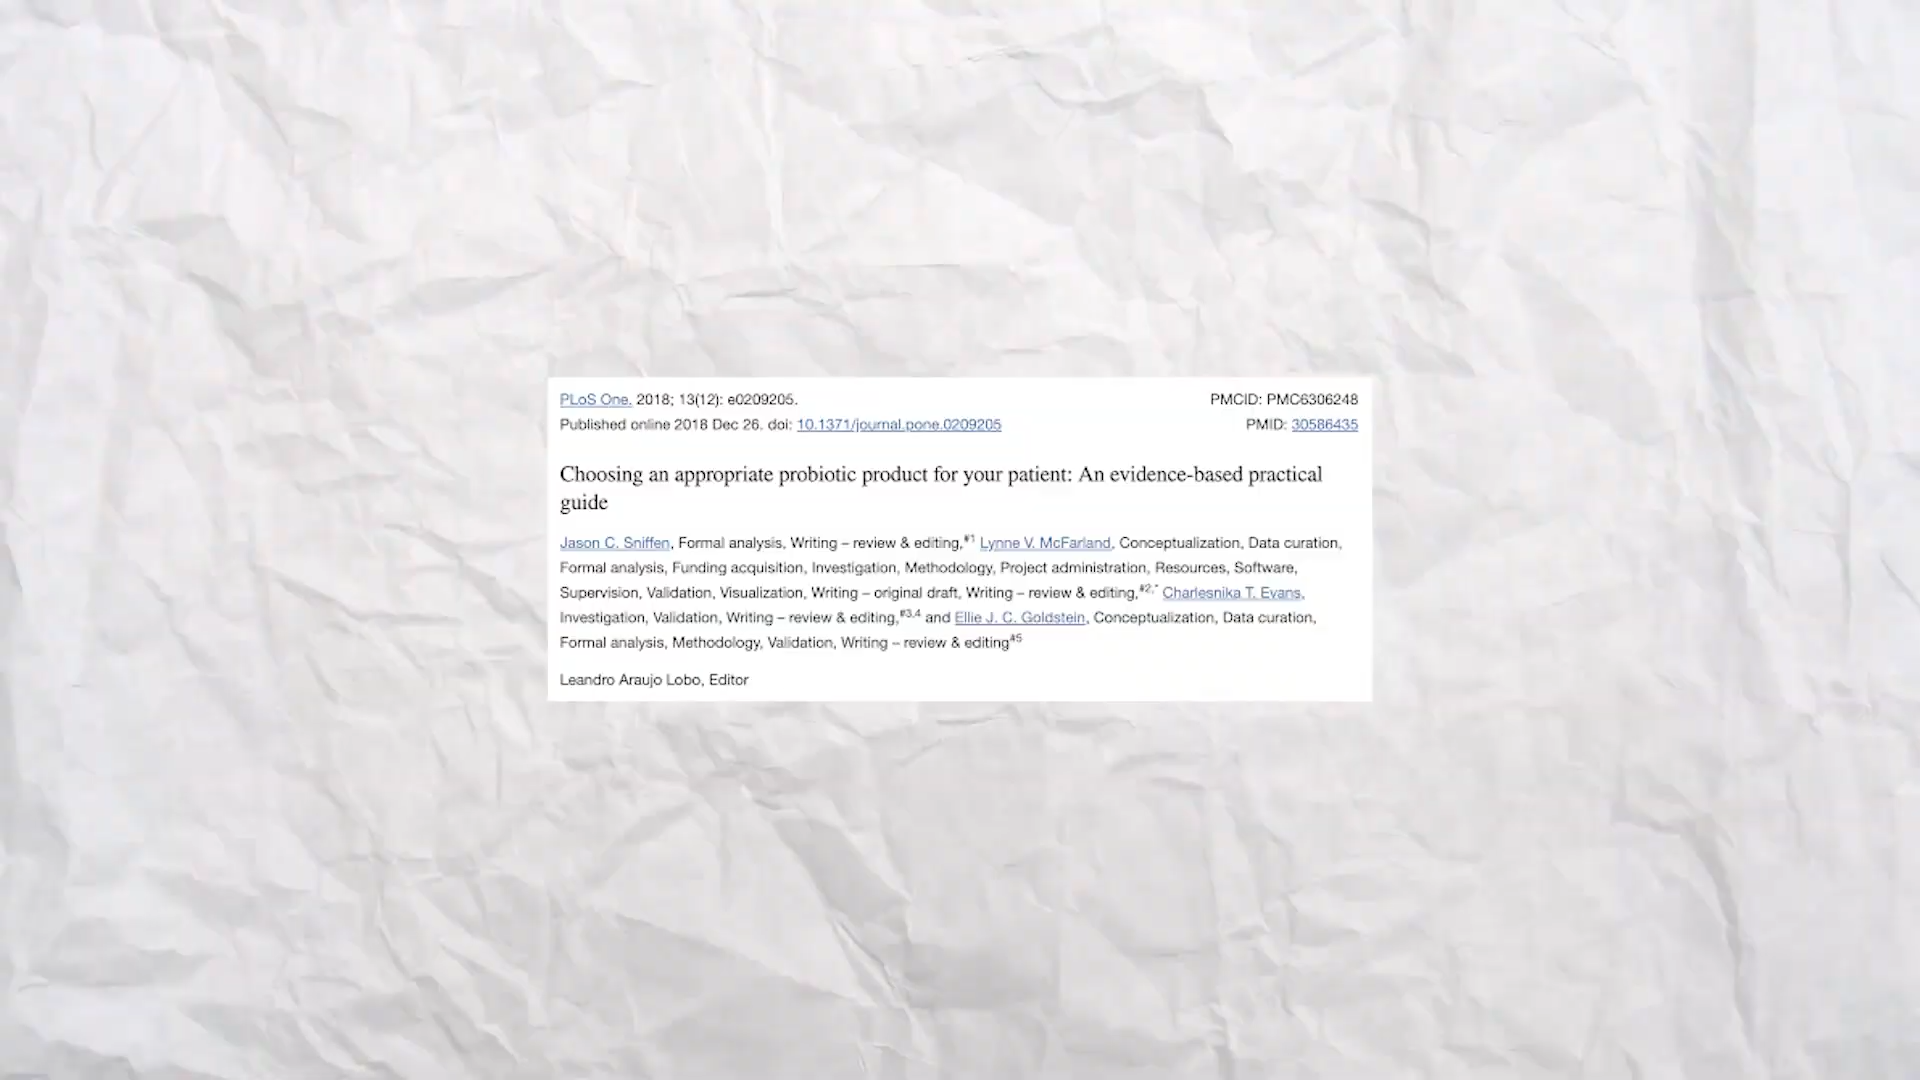 PLoS One. 2018; 13(12): e0209205.
PMCID: PMC6306248
Published online 2018 Dec 26. doi: 10.1371/journal.pone.0209205
PMID: 30586435
Choosing an appropriate probiotic product for your patient: An evidence-based practical
guide
Jason C. Sniffen, Formal analysis, Writing – review & editing,#1 Lynne V. McFarland, Conceptualization, Data curation,
Formal analysis, Funding acquisition, Investigation, Methodology, Project administration, Resources, Software,
Supervision, Validation, Visualization, Writing – original draft, Writing – review & editing,#2,* Charlesnika T. Evans,
Investigation, Validation, Writing – review & editing,#3,4 and Ellie J. C. Goldstein, Conceptualization, Data curation,
Formal analysis, Methodology, Validation, Writing – review & editing#5
Leandro Araujo Lobo, Editor